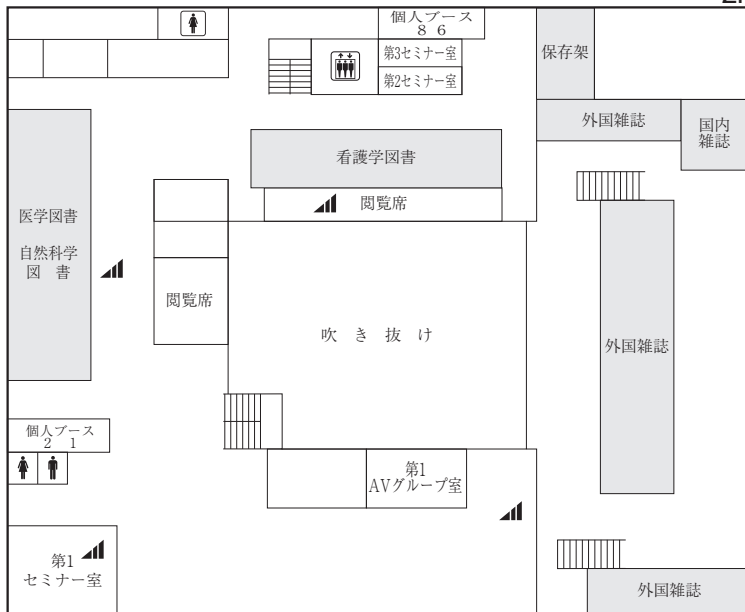 個人ブース
8 6
第3セミナー室
第2セミナー室
保存架
外国雑誌
国内
雑誌
看護学図書
閲覧席
医学図書
自然科学
図 書
閲覧席
吹 き 抜 け
外国雑誌
個人ブース
2 1
第1
AVグループ室
第1
セミナー室
外国雑誌